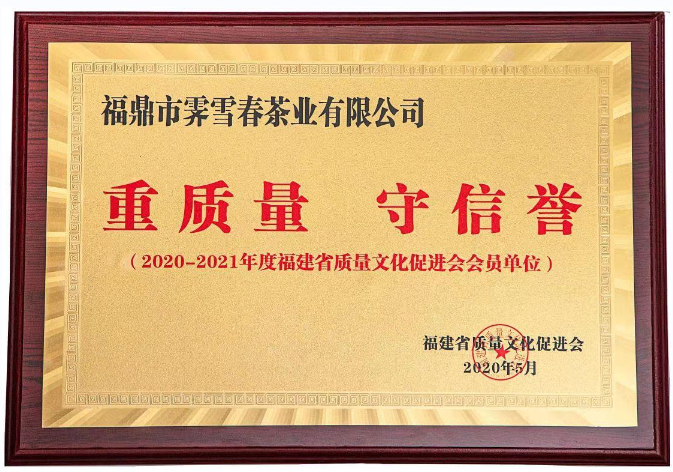 福鼎市霁雪春茶业有限公司
重质量 守信誉
（2020-2021年度福建省质量文化促进会会员单位）
福建省质量文化促进会
2020年5月